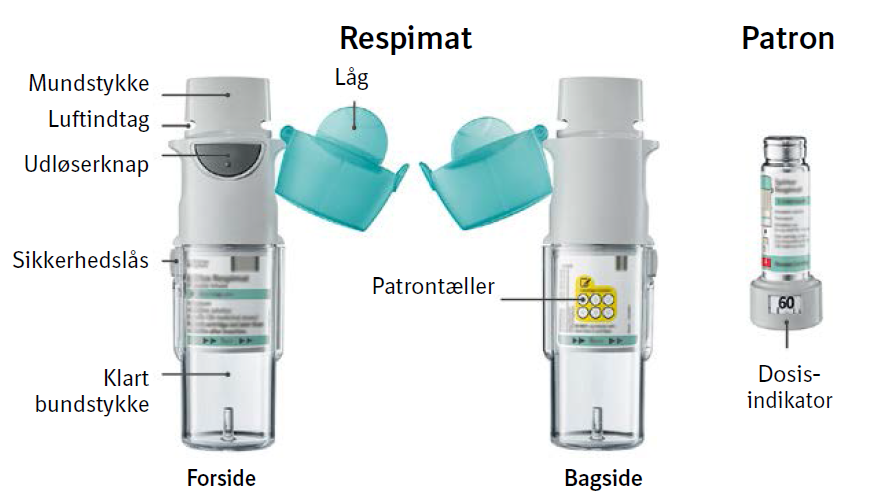 Respimat
Patron
Mundstykke
Låg
Luftindtag
Udløserknap
Sikkerhedslås
Patrontæller
60
Klart
bundstykke
Dosis-
indikator
Forside
Bagside